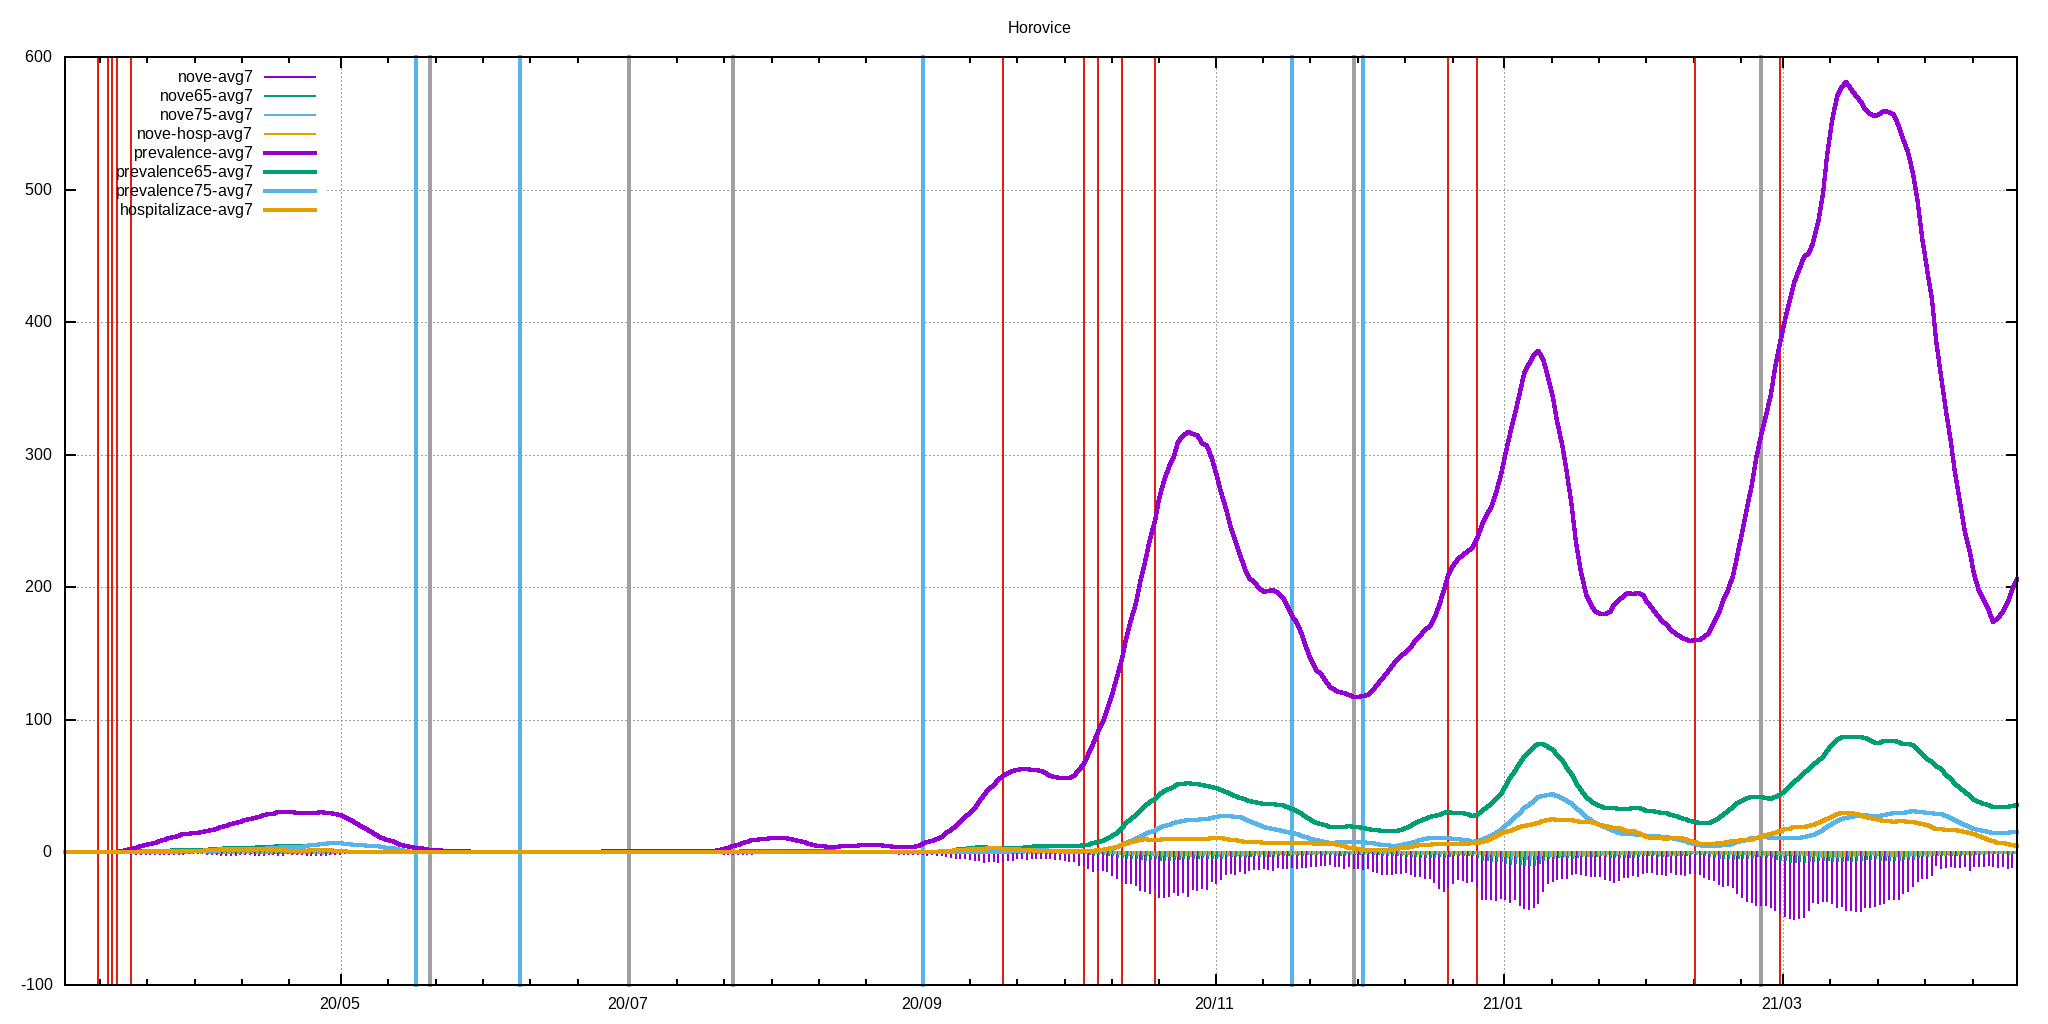 Horovice
600
500
400
300
200
100
0
-100
nove-avg7
nove65-avg7
nove75-avg7
nove-hosp-avg7
prevalence-avg7
prevalence65-avg7
prevalence75-avg7
hospitalizace-avg7
20/05
20/07
20/09
20/11
21/01
21/03